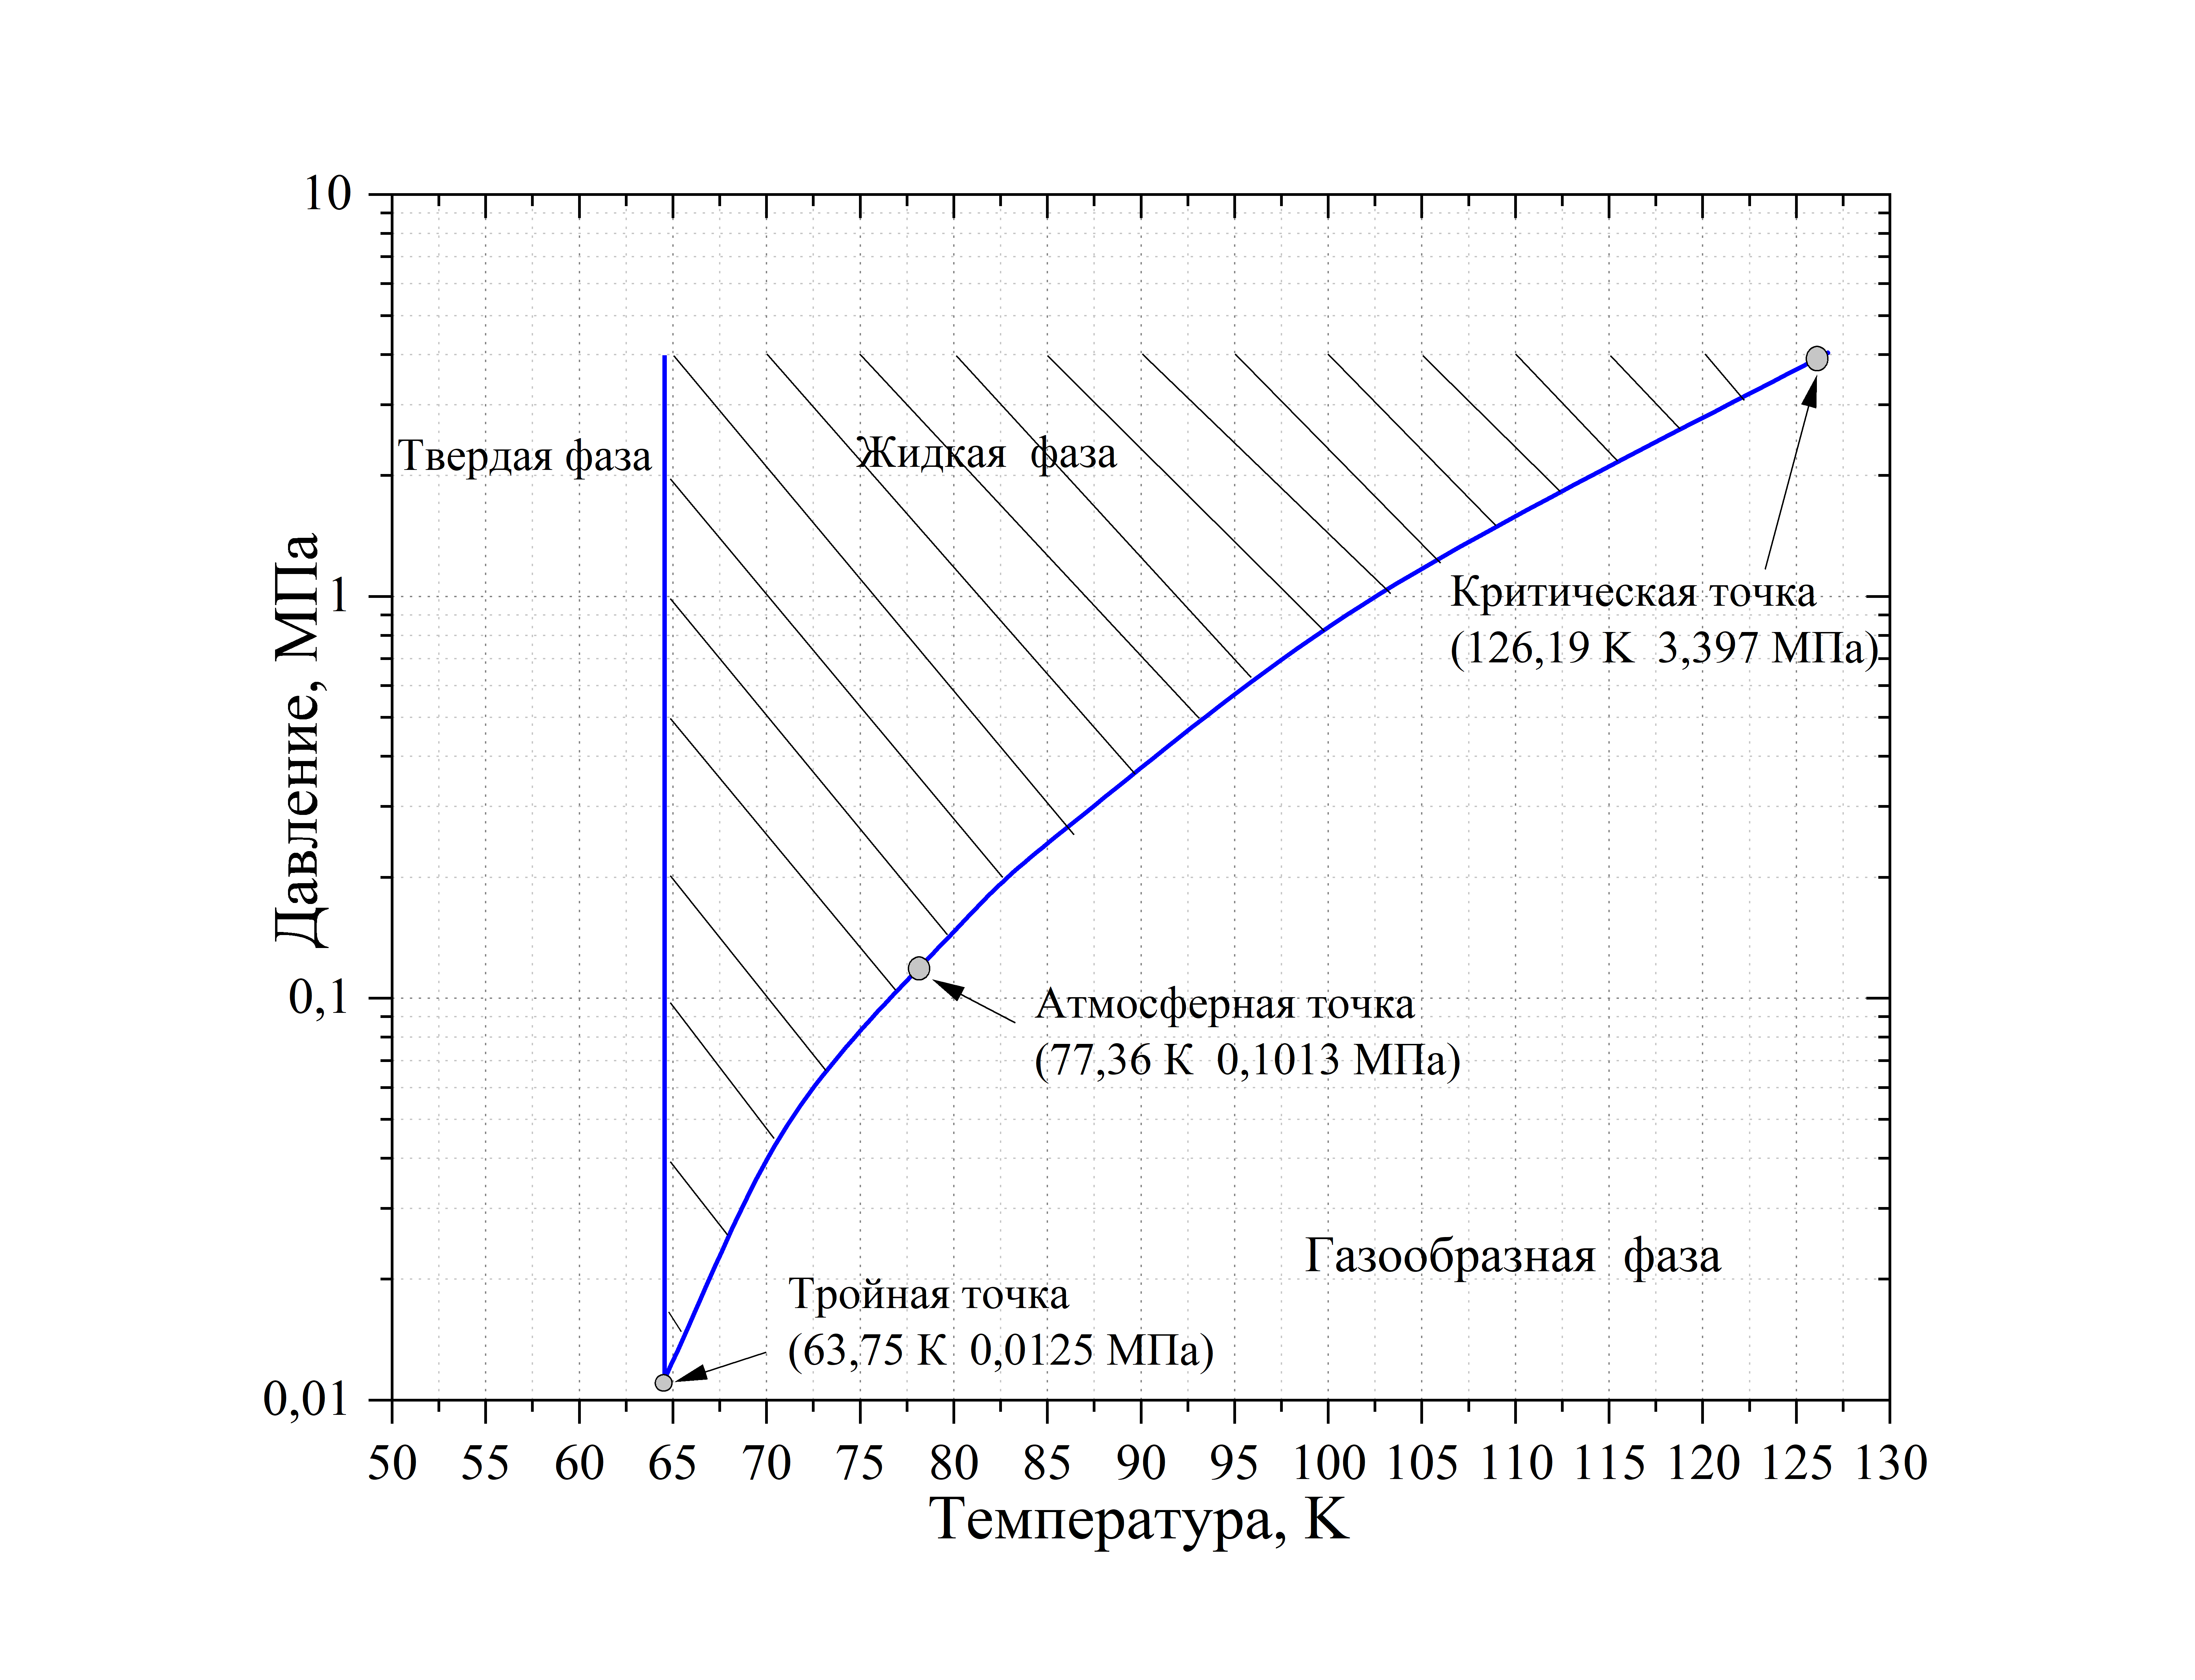 10
Твердая фаза
Жидкая фаза
Давление, МПа
1
Критическая точка
(126,19 K 3,397 МПа)
0,1
Атмосферная точка
(77,36 К 0,1013 МПа)
Газообразная фаза
Тройная точка
(63,75 К 0,0125 МПа)
0,01
50 55 60 65 70 75 80 85 90 95 100 105 110 115 120 125 130
Температура, К